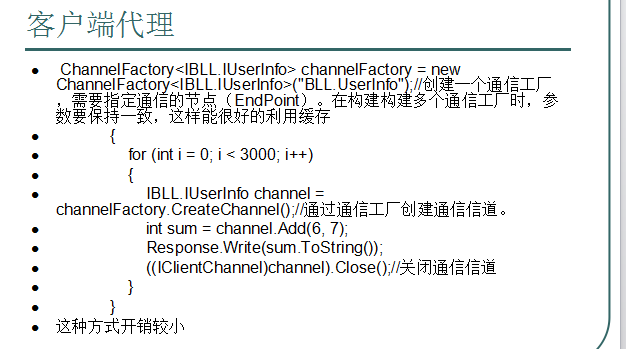 客户端代理
ChannelFactory<IBLL.IUserInfo> channelFactory = new
ChannelFactory<IBLL.IUserInfo>("BLL.UserInfo");//创建一个通信工厂
，需要指定通信的节点（EndPoint）。在构建构建多个通信工厂时，参
数要保持一致，这样能很好的利用缓存
{
for (int i = 0; i < 3000; i++)
{
IBLL.IUserInfo channel =
channelFactory.CreateChannel();//通过通信工厂创建通信信道。
int sum = channel.Add(6, 7);
Response.Write(sum.ToString());
((IClientChannel)channel).Close();//关闭通信信道
}
}
这种方式开销较小